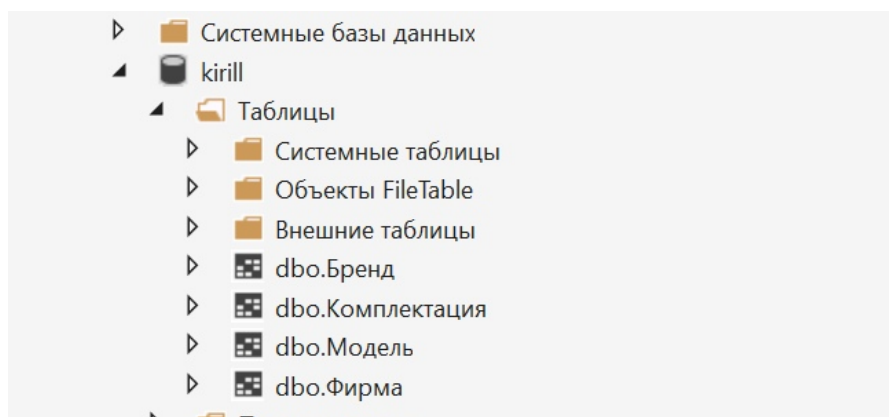 Системные базы данных
kirill
Таблицы
Системные таблицы
Объекты FileTable
Внешние таблицы
dbo.Бренд
dbo.Комплектация
dbo.Модель
dbo.Фирма